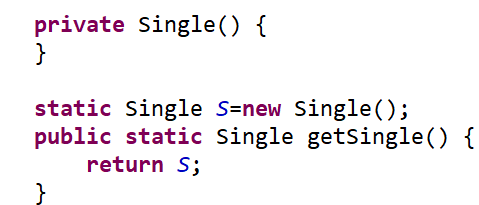 private Single() {
}
static Single S=new Single();
public static Single getSingle() {
return S;
}